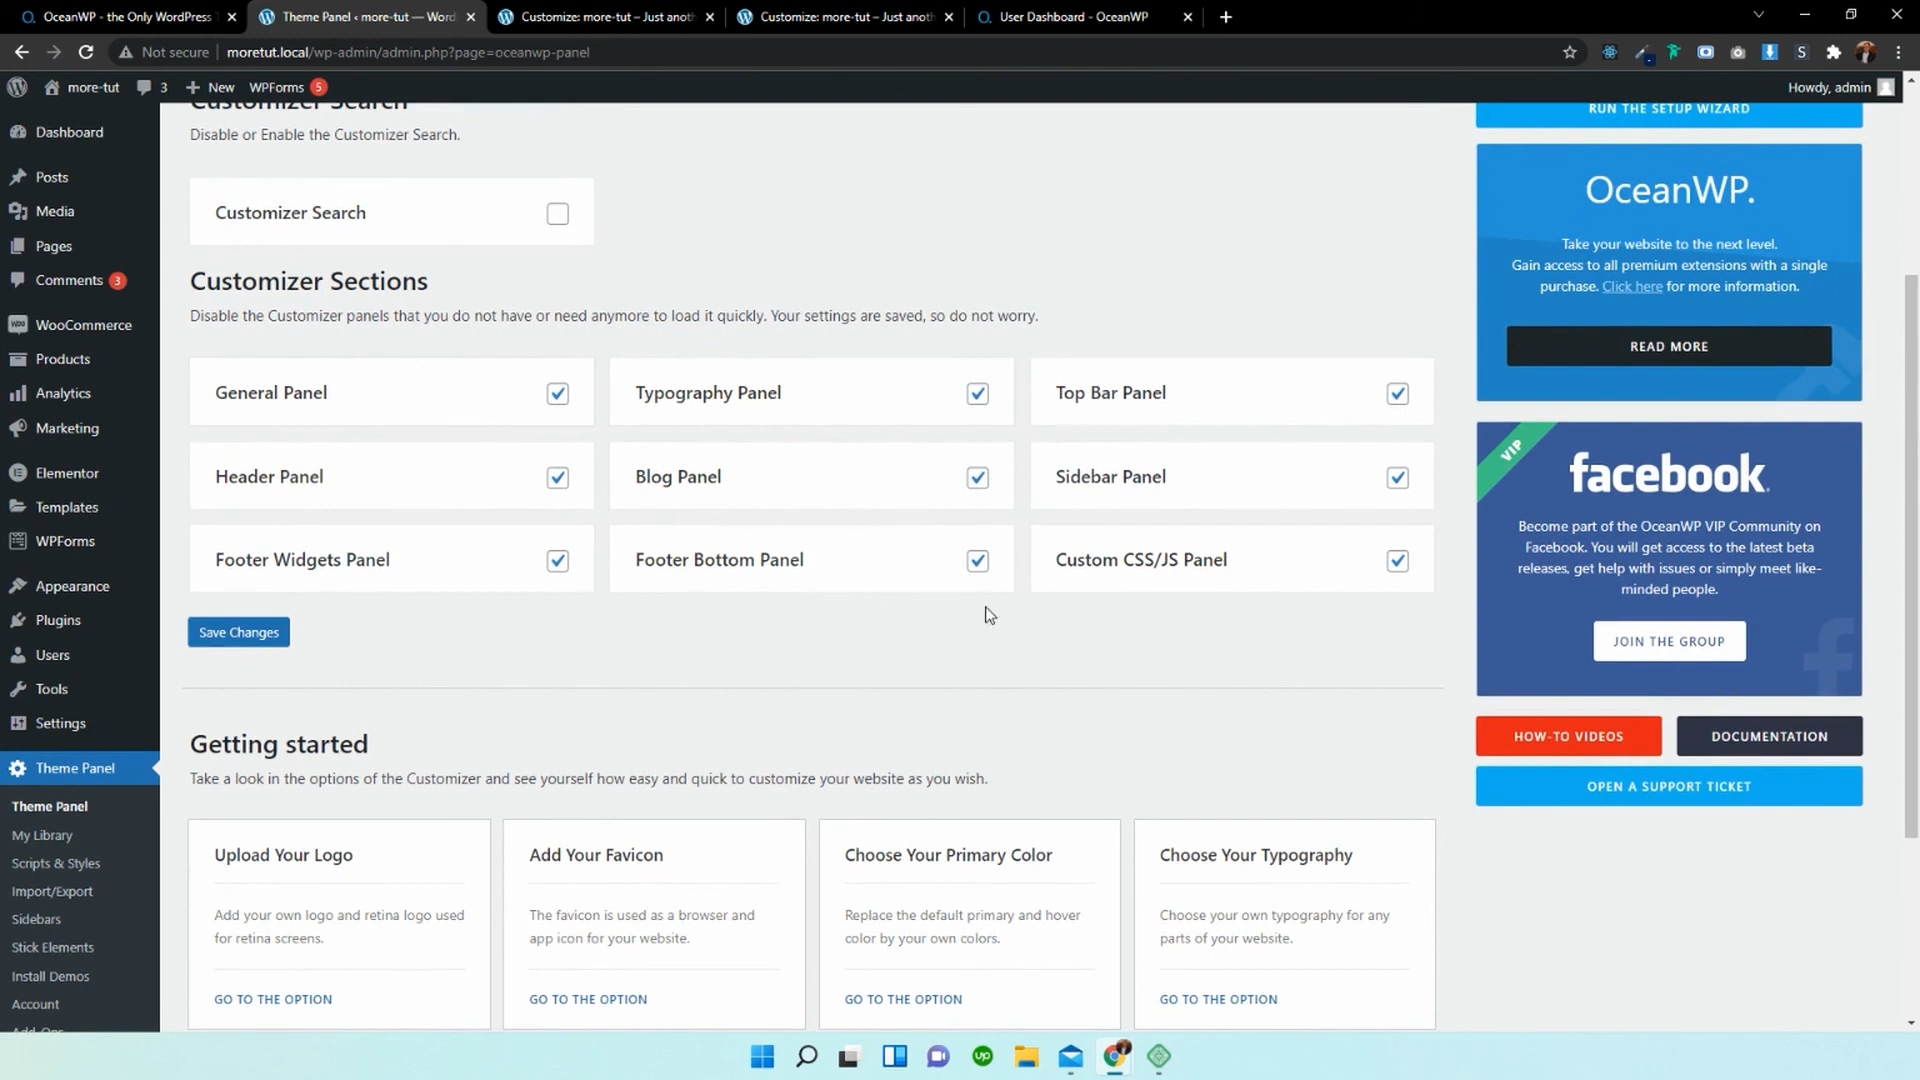 OceanWP - the Only WordPress T
Theme Panel ‹ more-tut — Word
Customize: more-tut – Just anoth
Customize: more-tut – Just anoth
User Dashboard - OceanWP
Not secure
moretut.local/wp-admin/admin.php?page=oceanwp-panel
more-tut
3
New
WPForms 5
Howdy, admin
Dashboard
Posts
Media
Pages
Comments 3
WooCommerce
Products
Analytics
Marketing
Elementor
Templates
WPForms
Appearance
Plugins
Users
Tools
Settings
Theme Panel
Theme Panel
My Library
Scripts & Styles
Import/Export
Sidebars
Stick Elements
Install Demos
Account
Add-Ons
Customizer Search
Disable or Enable the Customizer Search.
Customizer Search
Customizer Sections
Disable the Customizer panels that you do not have or need anymore to load it quickly. Your settings are saved, so do not worry.
General Panel
Typography Panel
Top Bar Panel
Header Panel
Blog Panel
Sidebar Panel
Footer Widgets Panel
Footer Bottom Panel
Custom CSS/JS Panel
Save Changes
Getting started
Take a look in the options of the Customizer and see yourself how easy and quick to customize your website as you wish.
Upload Your Logo
Add your own logo and retina logo used
for retina screens.
GO TO THE OPTION
Add Your Favicon
The favicon is used as a browser and
app icon for your website.
GO TO THE OPTION
Choose Your Primary Color
Replace the default primary and hover
color by your own colors.
GO TO THE OPTION
Choose Your Typography
Choose your own typography for any
parts of your website.
GO TO THE OPTION
RUN THE SETUP WIZARD
OceanWP.
Take your website to the next level.
Gain access to all premium extensions with a single
purchase. Click here for more information.
READ MORE
VIP
facebook
Become part of the OceanWP VIP Community on
Facebook. You will get access to the latest beta
releases, get help with issues or simply meet like-
minded people.
JOIN THE GROUP
HOW-TO VIDEOS
DOCUMENTATION
OPEN A SUPPORT TICKET